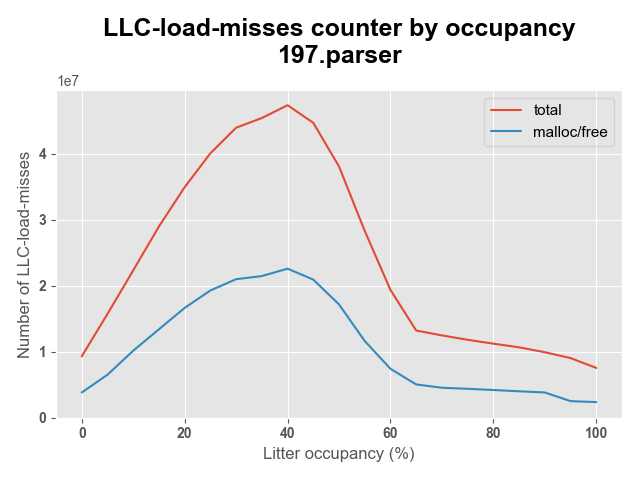 LLC-load-misses counter by occupancy
197.parser
1e7
total
malloc/free
Number of LLC-load-misses
4
3
2
1
0
0 20 40 60 80 100
Litter occupancy (%)